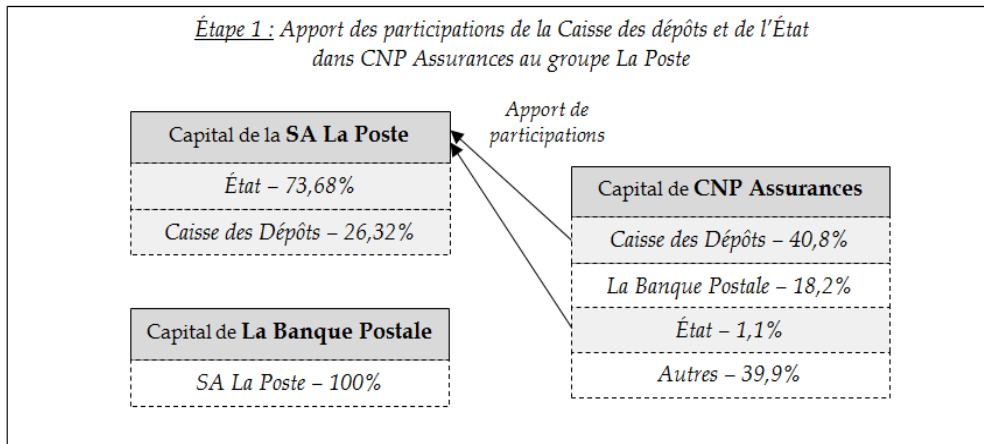 Étape 1 : Apport des participations de la Caisse des dépôts et de l'État
dans CNP Assurances au groupe La Poste
Apport de
participations
Capital de la SA La Poste
État – 73,68%
Caisse des Dépôts – 26,32%
Capital de CNP Assurances
Caisse des Dépôts – 40,8%
La Banque Postale – 18,2%
État – 1,1%
Autres – 39,9%
Capital de La Banque Postale
SA La Poste – 100%